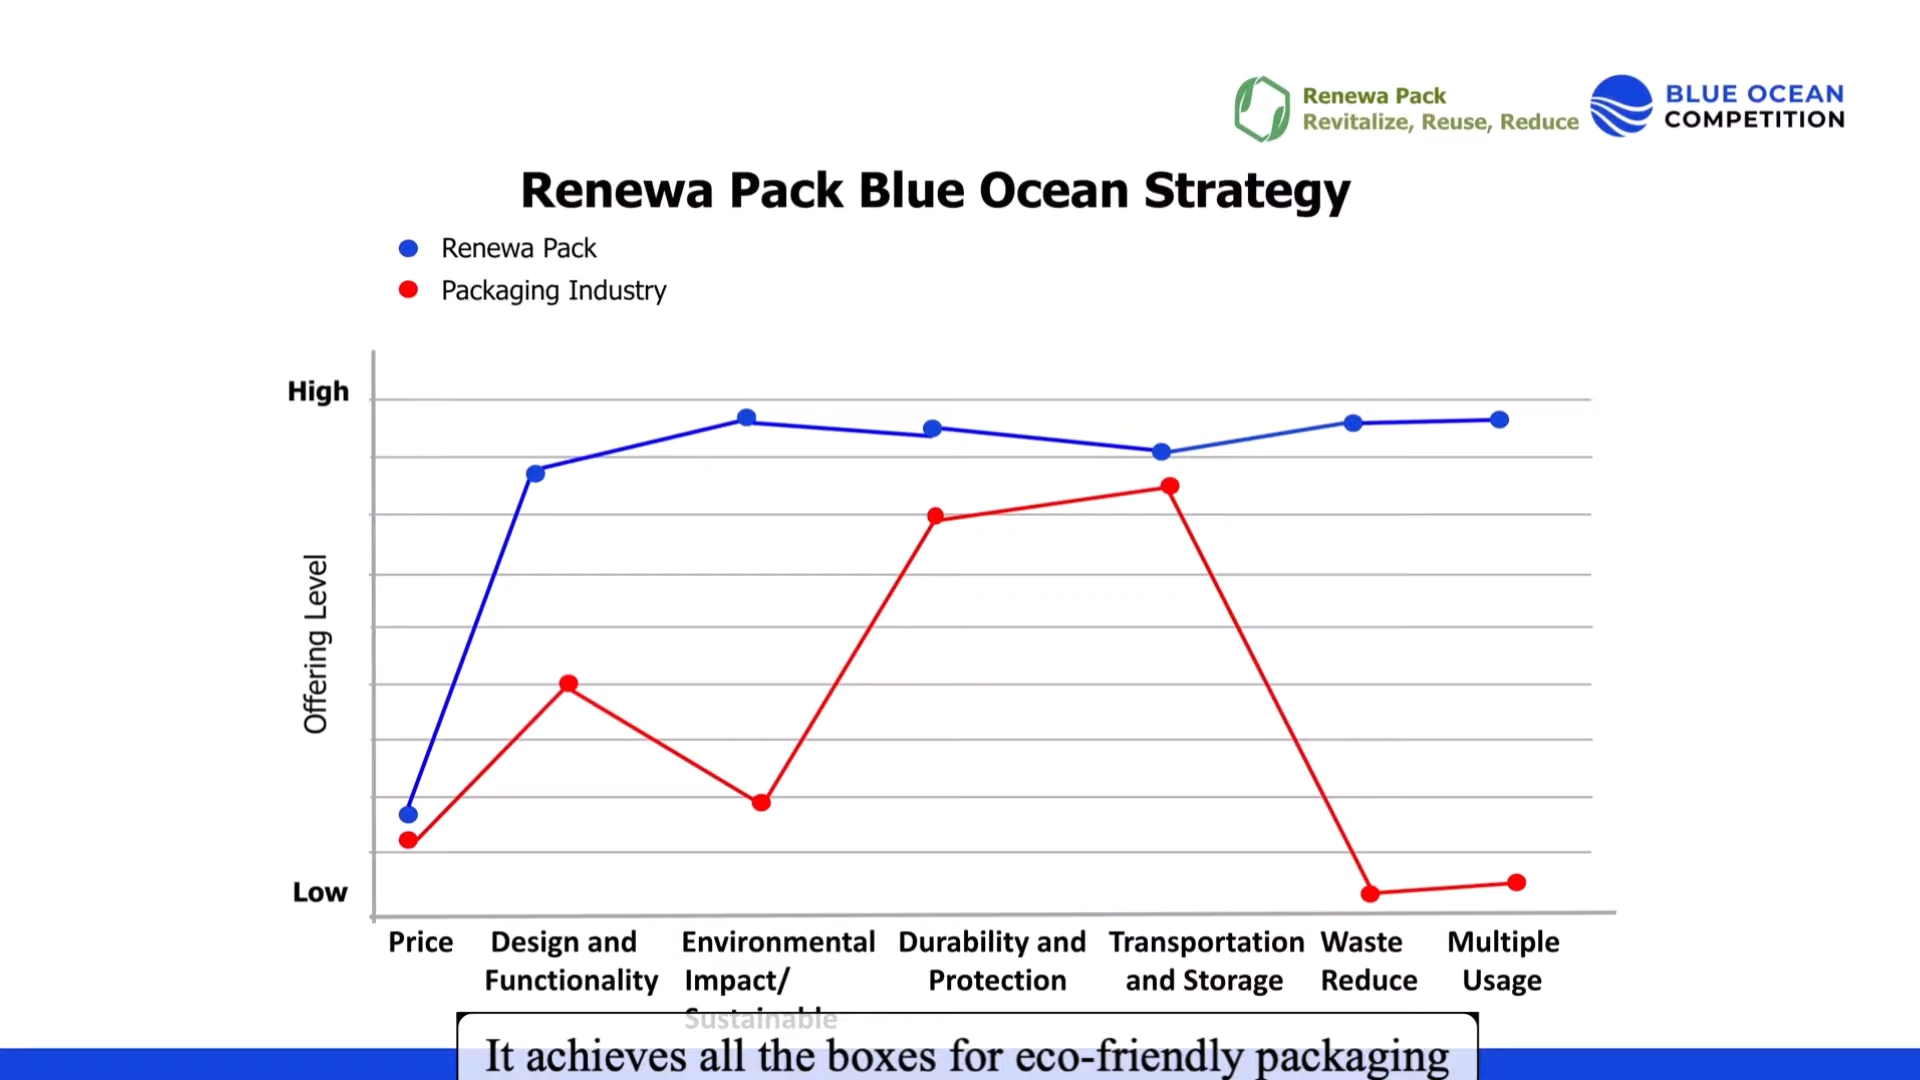 Renewa Pack
Revitalize, Reuse, Reduce
BLUE OCEAN
COMPETITION
Renewa Pack Blue Ocean Strategy
Renewa Pack
Packaging Industry
High
Offering Level
Low
Price
Design and
Functionality
Environmental
Impact/
Sustainable
Durability and
Protection
Transportation
and Storage
Waste
Reduce
Multiple
Usage
It achieves all the boxes for eco-friendly packaging